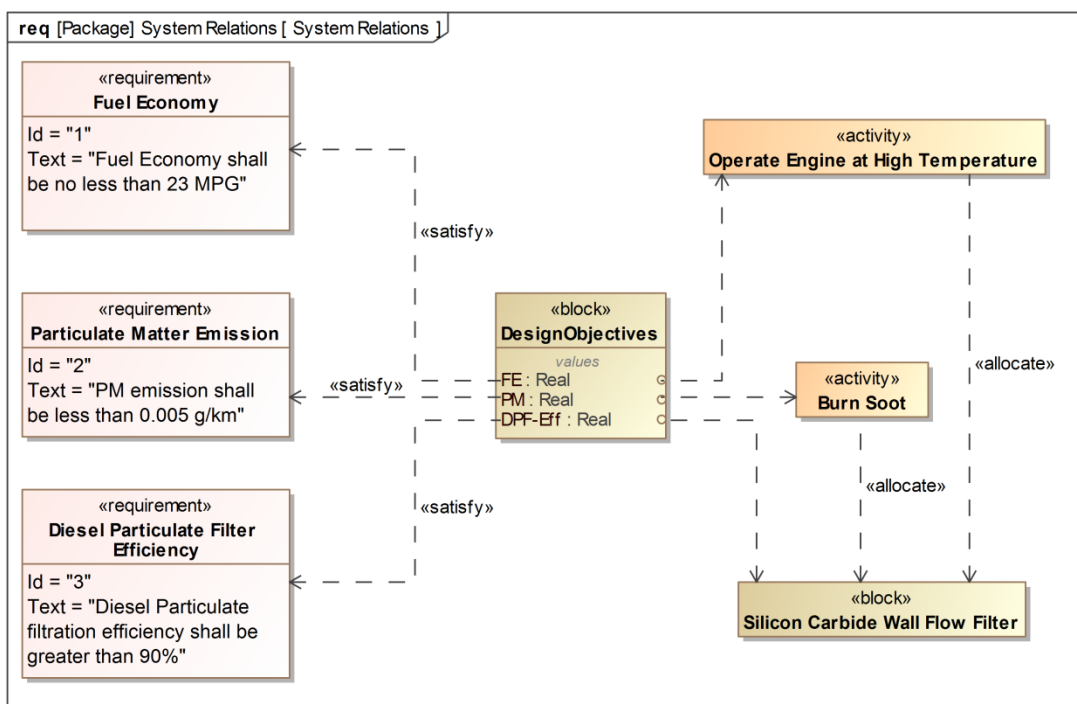 req [Package] System Relations [ System Relations ]
«requirement»
Fuel Economy
Id = "1"
Text = "Fuel Economy shall
be no less than 23 MPG"
«requirement»
Particulate Matter Emission
Id = "2"
Text = "PM emission shall
be less than 0.005 g/km"
«requirement»
Diesel Particulate Filter
Efficiency
Id = "3"
Text = "Diesel Particulate
filtration efficiency shall be
greater than 90%"
«satisfy»
«satisfy»
«satisfy»
«block»
DesignObjectives
values
FE : Real
PM : Real
DPF-Eff : Real
«activity»
Operate Engine at High Temperature
«allocate»
«activity»
Burn Soot
«allocate»
«block»
Silicon Carbide Wall Flow Filter